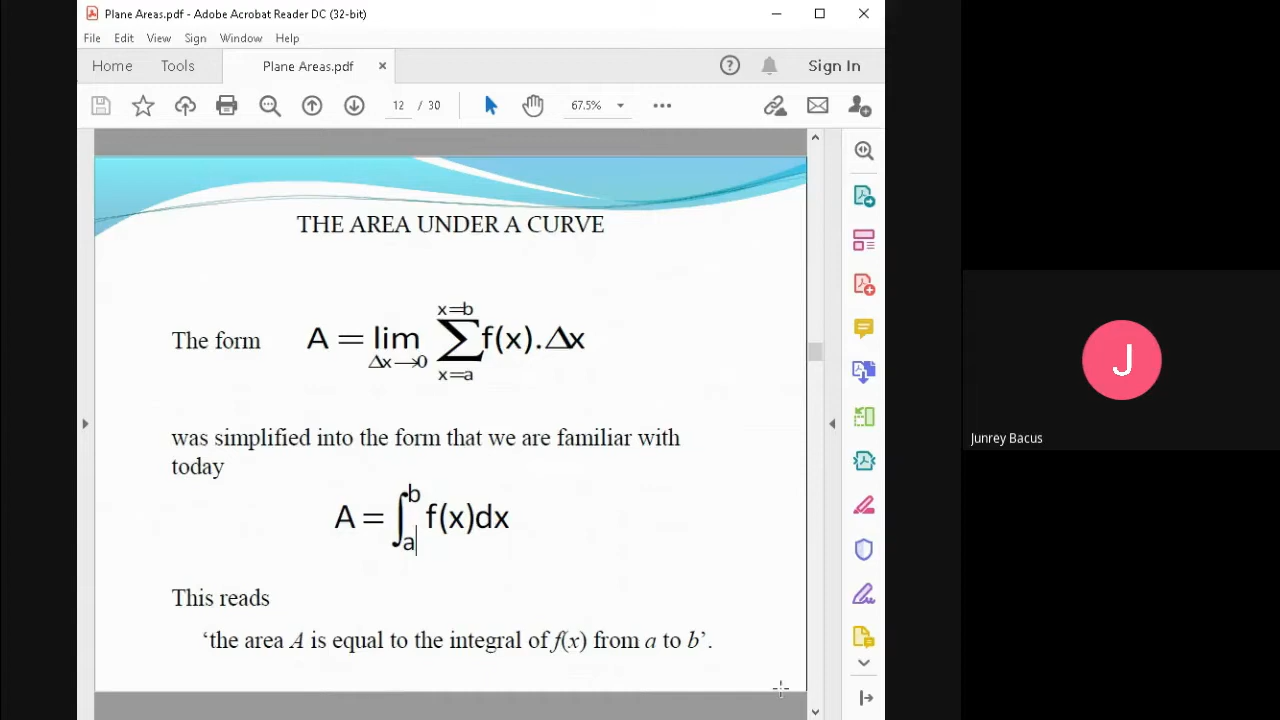 Plane Areas.pdf - Adobe Acrobat Reader DC (32-bit)
File Edit View Sign Window Help
Home Tools Plane Areas.pdf × Sign In
12 / 30 67.5%
THE AREA UNDER A CURVE
The form A = lim Δx→0 ∑ x=a x=b f(x).Δx
was simplified into the form that we are familiar with
today
A = ∫ a b f(x)dx
This reads
‘the area A is equal to the integral of f(x) from a to b’.
J
Junrey Bacus